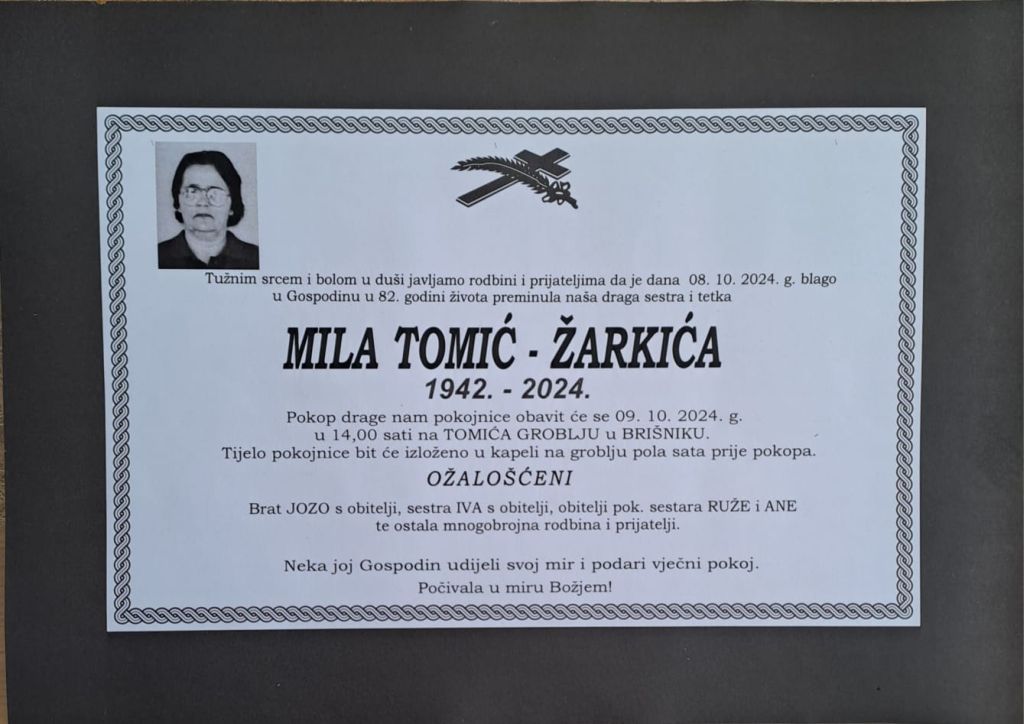 Tužnim srcem i bolom u duši javljamo rodbini i prijateljima da je dana 08. 10. 2024. g. blago
u Gospodinu u 82. godini života preminula naša draga sestra i tetka
MILA TOMIĆ - ŽARKIĆA
1942. - 2024.
Pokop drage nam pokojnice obavit će se 09. 10. 2024. g.
u 14,00 sati na TOMIĆA GROBLJU u BRIŠNIKU.
Tijelo pokojnice bit će izloženo u kapeli na groblju pola sata prije pokopa.
OŽALOŠĆENI
Brat JOZO s obitelji, sestra IVA s obitelji, obitelji pok. sestara RUŽE i ANE
te ostala mnogobrojna rodbina i prijatelji.
Neka joj Gospodin udijeli svoj mir i podari vječni pokoj.
Počivala u miru Božjem!